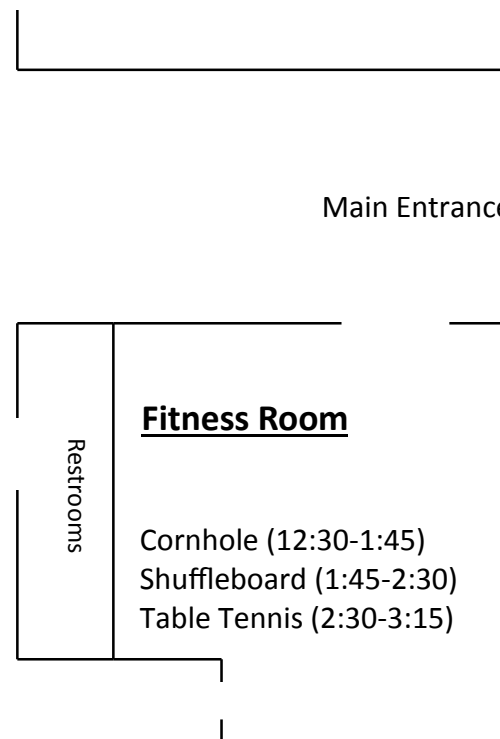 Main Entrance
Fitness Room
Restrooms
Cornhole (12:30-1:45)
Shuffleboard (1:45-2:30)
Table Tennis (2:30-3:15)